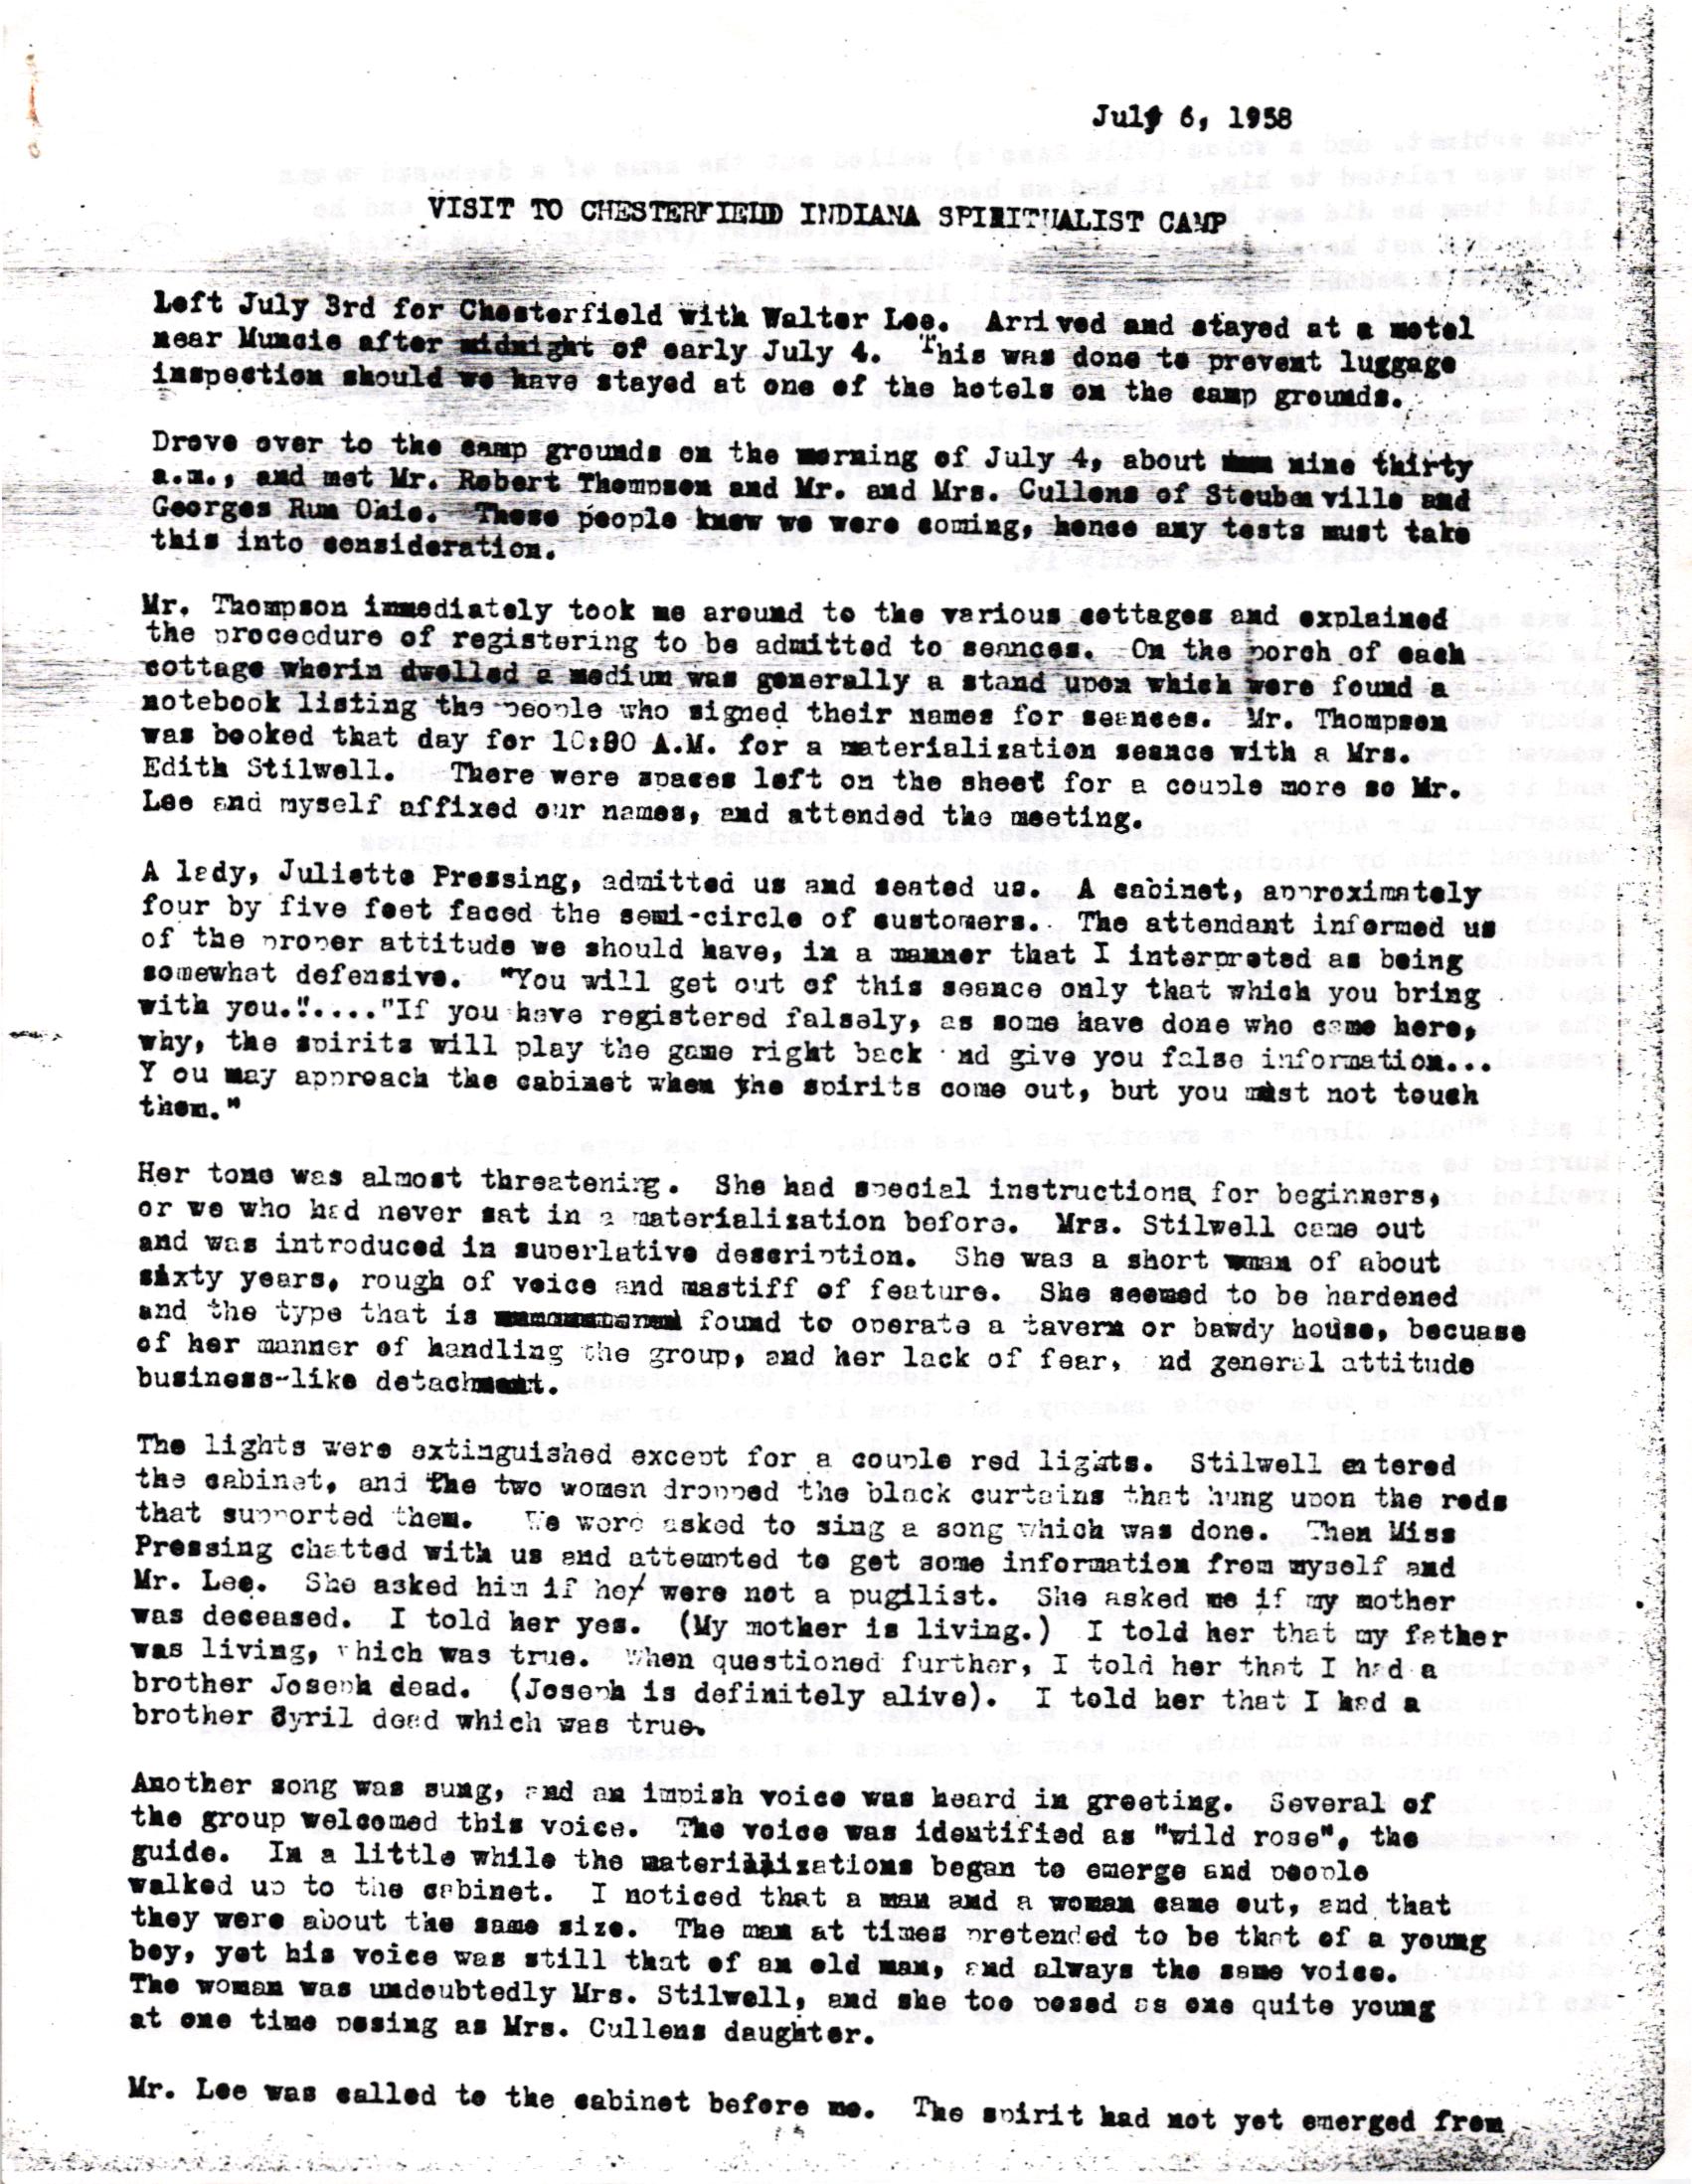 July 6, 1958
VISIT TO CHESTERFIELD INDIANA SPIRITUALIST CAMP
Left July 3rd for Chesterfield with Walter Lee. Arrived and stayed at a motel
near Muncie after midnight of early July 4. This was done to prevent luggage
inspection should we have stayed at one of the hotels on the camp grounds.
Drove over to the camp grounds on the morning of July 4, about nine thirty
a.m., and met Mr. Robert Thompson and Mr. and Mrs. Cullens of Steubenville and
Georges Run Ohio. These people knew we were coming, hence any tests must take
this into consideration.
Mr. Thompson immediately took me around to the various cottages and explained
the proceodure of registering to be admitted to seances. On the porch of each
cottage wherin dwelled a medium was generally a stand upon which were found a
notebook listing the people who signed their names for seances. Mr. Thompson
was booked that day for 10:00 A.M. for a materialization seance with a Mrs.
Edith Stilwell. There were spaces left on the sheet for a couple more so Mr.
Lee and myself affixed our names, and attended the meeting.
A lady, Juliette Pressing, admitted us and seated us. A cabinet, approximately
four by five feet faced the semi-circle of customers. The attendant informed us
of the proper attitude we should have, in a manner that I interpreted as being
somewhat defensive. "You will get out of this seance only that which you bring
with you."....."If you have registered falsely, as some have done who came here,
why, the spirits will play the game right back nd give you false information...
Y ou may approach the cabinet when the spirits come out, but you must not touch
them."
Her tone was almost threatening. She had special instructions for beginners,
or we who had never sat in a materialization before. Mrs. Stilwell came out
and was introduced in superlative description. She was a short wman of about
sixty years, rough of voice and mastiff of feature. She seemed to be hardened
and the type that is found to operate a tavern or bawdy house, becuase
of her manner of handling the group, and her lack of fear, nd general attitude
business-like detachment.
The lights were extinguished except for a couple red lights. Stilwell entered
the cabinet, and the two women dropped the black curtains that hung upon the rods
that supported them. We were asked to sing a song which was done. Then Miss
Pressing chatted with us and attempted to get some information from myself and
Mr. Lee. She asked him if he were not a pugilist. She asked me if my mother
was deceased. I told her yes. (My mother is living.) I told her that my father
was living, which was true. When questioned further, I told her that I had a
brother Joseph dead. (Joseph is definitely alive). I told her that I had a
brother Cyril dead which was true.
Another song was sung, and an impish voice was heard in greeting. Several of
the group welcomed this voice. The voice was identified as "wild rose", the
guide. In a little while the materializations began to emerge and people
walked up to the cabinet. I noticed that a man and a woman came out, and that
they were about the same size. The man at times pretended to be that of a young
boy, yet his voice was still that of an old man, and always the same voice.
The woman was undoubtedly Mrs. Stilwell, and she too posed as one quite young
at one time posing as Mrs. Cullens daughter.
Mr. Lee was called to the cabinet before me. The spirit had not yet emerged from